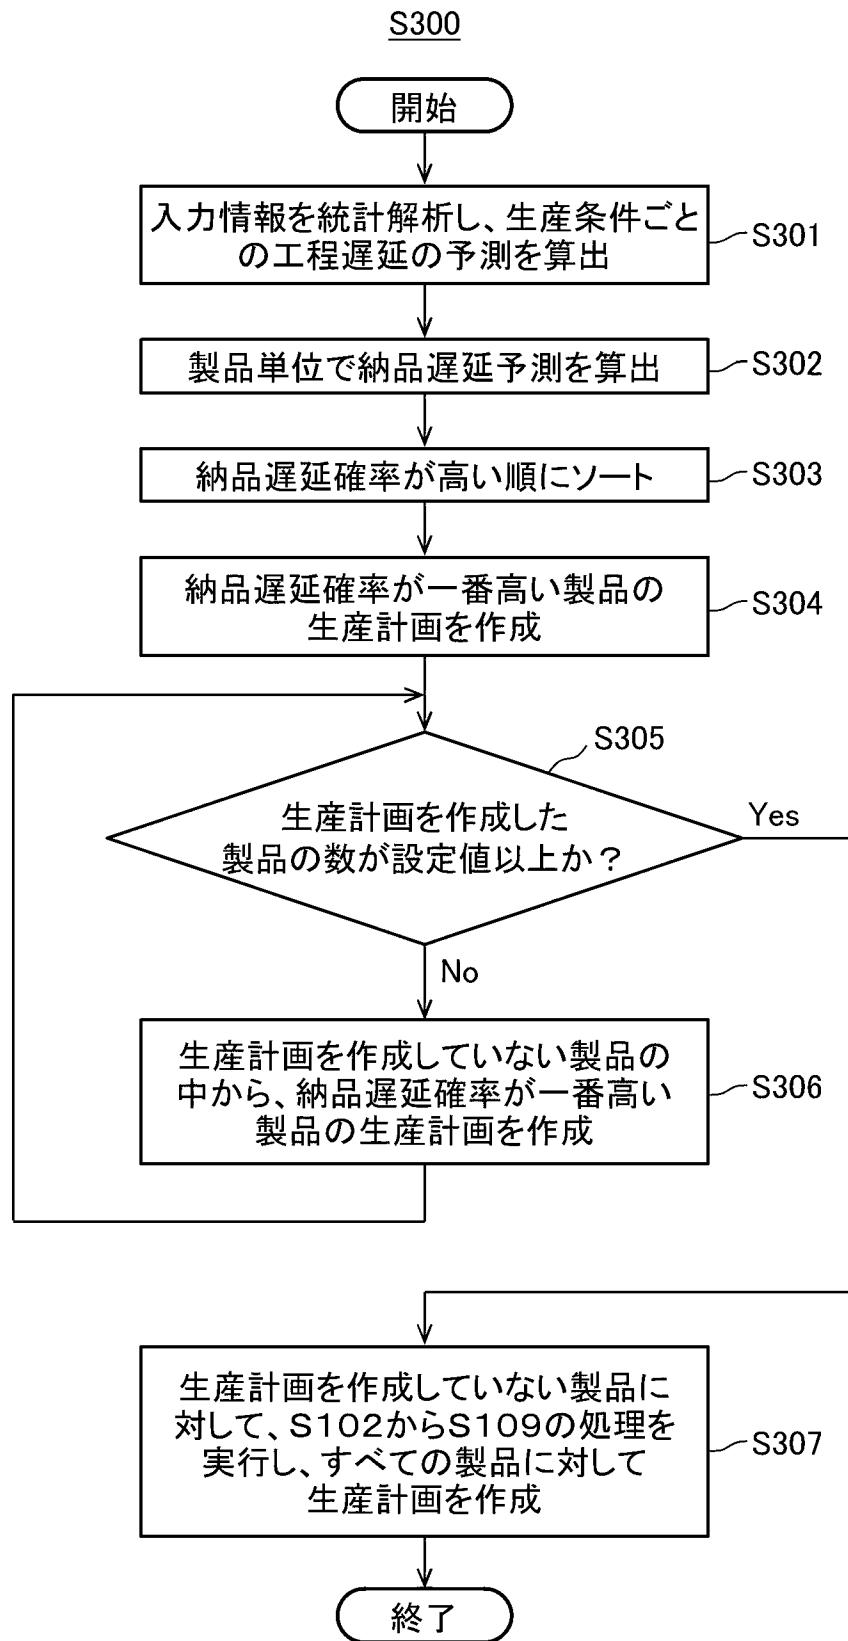 S300
開始
入力情報を統計解析し、生産条件ごと
の工程遅延の予測を算出
S301
製品単位で納品遅延予測を算出
S302
納品遅延確率が高い順にソート
S303
納品遅延確率が一番高い製品の
生産計画を作成
S304
S305
生産計画を作成した
製品の数が設定値以上か？
Yes
No
生産計画を作成していない製品の
中から、納品遅延確率が一番高い
製品の生産計画を作成
S306
生産計画を作成していない製品に
対して、S102からS109の処理を
実行し、すべての製品に対して
生産計画を作成
S307
終了